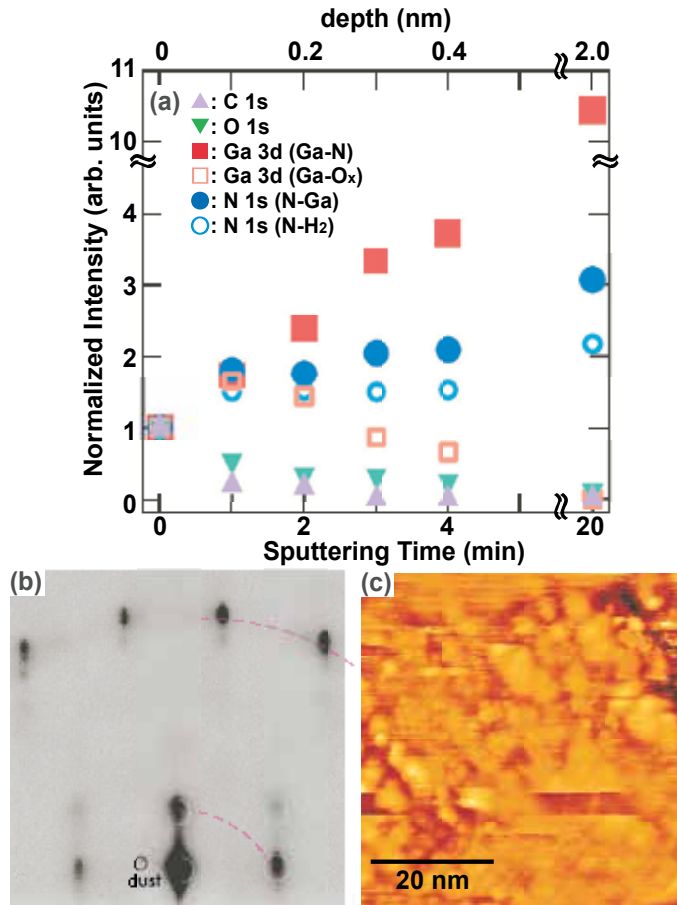 depth (nm)
0 0.2 0.4 2.0
11
10
4
3
2
1
0
Normalized Intensity (arb. units)
(a)
▲: C 1s
▼: O 1s
■: Ga 3d (Ga-N)
□: Ga 3d (Ga-Ox)
●: N 1s (N-Ga)
○: N 1s (N-H2)
0 2 4 20
Sputtering Time (min)
(b)
dust
(c)
20 nm